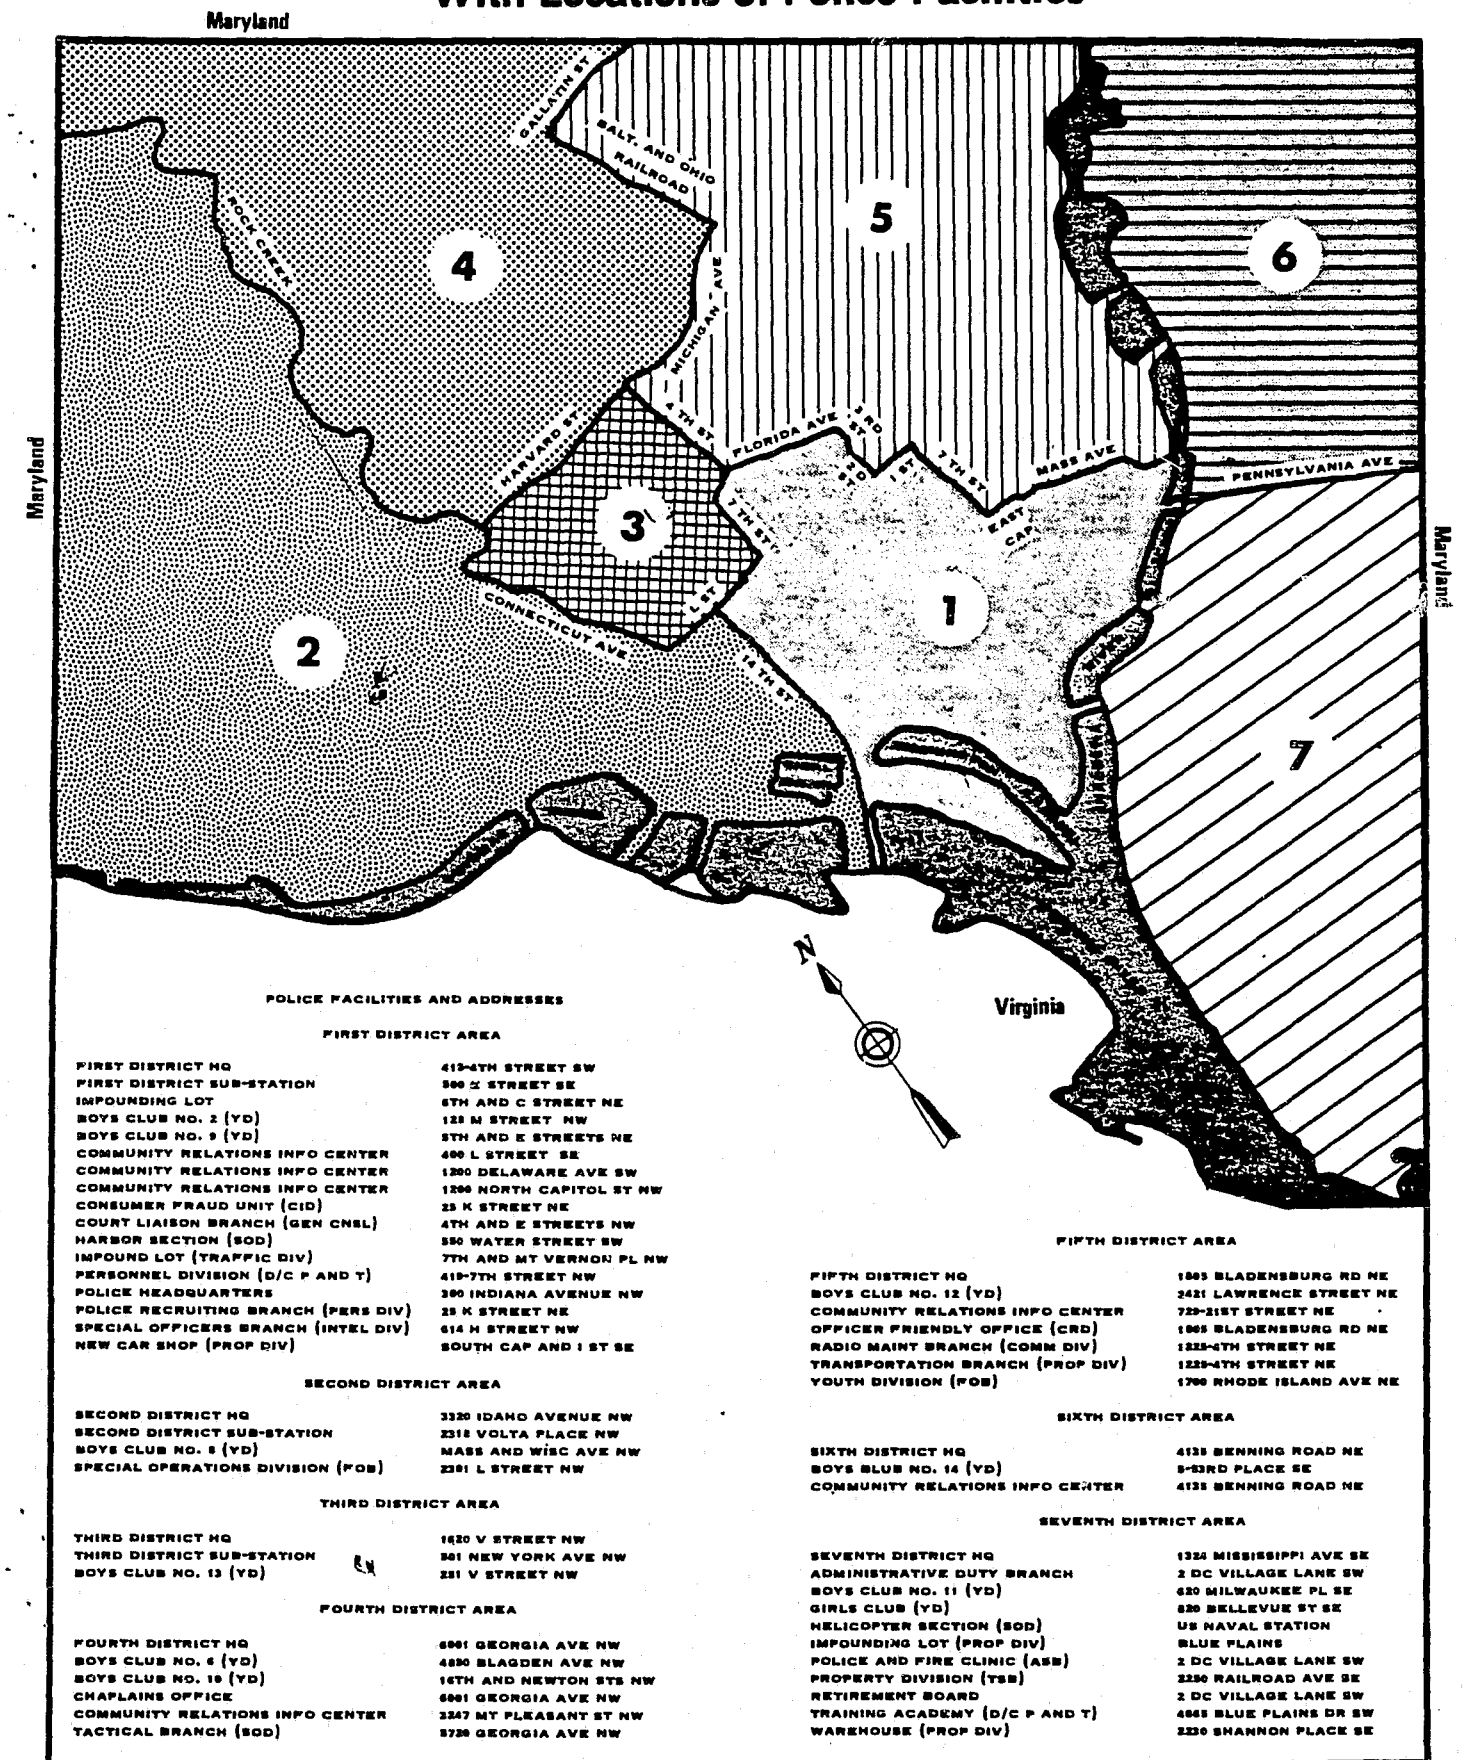 With Locations of Police Facilities
Maryland
GALLATIN ST
BALT. AND OHIO
RAILROAD
ROCK CREEK
4
5
6
MICHIGAN AVE
HARVARD ST
4 TH ST
FLORIDA AVE
3 RD
ST
2 ND
ST
1 ST
7 TH ST
MASS AVE
PENNSYLVANIA AVE
EAST
CAP
Maryland
Maryland
3
7 TH ST
L ST
CONNECTICUT AVE
1
2
14 TH ST
7
RIVER
N
Virginia
POLICE FACILITIES AND ADDRESSES
FIRST DISTRICT AREA
FIRST DISTRICT HQ 415-4TH STREET SW
FIRST DISTRICT SUB-STATION 500 STREET SE
IMPOUNDING LOT 6TH AND C STREET NE
BOYS CLUB NO. 2 (YD) 128 M STREET NW
BOYS CLUB NO. 9 (YD) 5TH AND E STREETS NE
COMMUNITY RELATIONS INFO CENTER 400 L STREET SE
COMMUNITY RELATIONS INFO CENTER 1200 DELAWARE AVE SW
COMMUNITY RELATIONS INFO CENTER 1200 NORTH CAPITOL ST NW
CONSUMER FRAUD UNIT (CID) 25 K STREET NE
COURT LIAISON BRANCH (GEN CNSL) 4TH AND E STREETS NW
HARBOR SECTION (SOD) 550 WATER STREET SW
IMPOUND LOT (TRAFFIC DIV) 7TH AND MT VERNON PL NW
PERSONNEL DIVISION (D/C P AND T) 419-7TH STREET NW
POLICE HEADQUARTERS 300 INDIANA AVENUE NW
POLICE RECRUITING BRANCH (PERS DIV) 25 K STREET NE
SPECIAL OFFICERS BRANCH (INTEL DIV) 614 H STREET NW
NEW CAR SHOP (PROP DIV) SOUTH CAP AND I ST SE
SECOND DISTRICT AREA
SECOND DISTRICT HQ 3320 IDAHO AVENUE NW
SECOND DISTRICT SUB-STATION VOLTA PLACE NW
BOYS CLUB NO. 5 (YD) MASS AND WISC AVE NW
SPECIAL OPERATIONS DIVISION (FOB) 2301 L STREET NW
THIRD DISTRICT AREA
THIRD DISTRICT HQ 1620 V STREET NW
THIRD DISTRICT SUB-STATION NEW YORK AVE NW
BOYS CLUB NO. 13 (YD) V STREET NW
FOURTH DISTRICT AREA
FOURTH DISTRICT HQ 6001 GEORGIA AVE NW
BOYS CLUB NO. 6 (YD) BLAGDEN AVE NW
BOYS CLUB NO. 10 (YD) 16TH AND NEWTON STS NW
CHAPLAINS OFFICE 6001 GEORGIA AVE NW
COMMUNITY RELATIONS INFO CENTER MT PLEASANT ST NW
TACTICAL BRANCH (SOD) GEORGIA AVE NW
FIFTH DISTRICT AREA
FIFTH DISTRICT HQ BLADENSBURG RD NE
BOYS CLUB NO. 12 (YD) 2421 LAWRENCE STREET NE
COMMUNITY RELATIONS INFO CENTER 729-21ST STREET NE
OFFICER FRIENDLY OFFICE (CRD) BLADENSBURG RD NE
RADIO MAINT BRANCH (COMM DIV) STREET NE
TRANSPORTATION BRANCH (PROP DIV) STREET NE
YOUTH DIVISION (FOB) 1700 RHODE ISLAND AVE NE
SIXTH DISTRICT AREA
SIXTH DISTRICT HQ 4135 BENNING ROAD NE
BOYS BLUB NO. 14 (YD) PLACE SE
COMMUNITY RELATIONS INFO CENTER 4135 BENNING ROAD NE
SEVENTH DISTRICT AREA
SEVENTH DISTRICT HQ 1324 MISSISSIPPI AVE SE
ADMINISTRATIVE DUTY BRANCH 2 DC VILLAGE LANE SW
BOYS CLUB NO. 11 (YD) 620 MILWAUKEE PL SE
GIRLS CLUB (YD) BELLEVUE ST SE
HELICOPTER SECTION (SOD) US NAVAL STATION
IMPOUNDING LOT (PROP DIV) BLUE PLAINS
POLICE AND FIRE CLINIC (ASB) 2 DC VILLAGE LANE SW
PROPERTY DIVISION (TSB) 2250 RAILROAD AVE SE
RETIREMENT BOARD 2 DC VILLAGE LANE SW
TRAINING ACADEMY (D/C P AND T) BLUE PLAINS DR SW
WAREHOUSE (PROP DIV) 2230 SHANNON PLACE SE